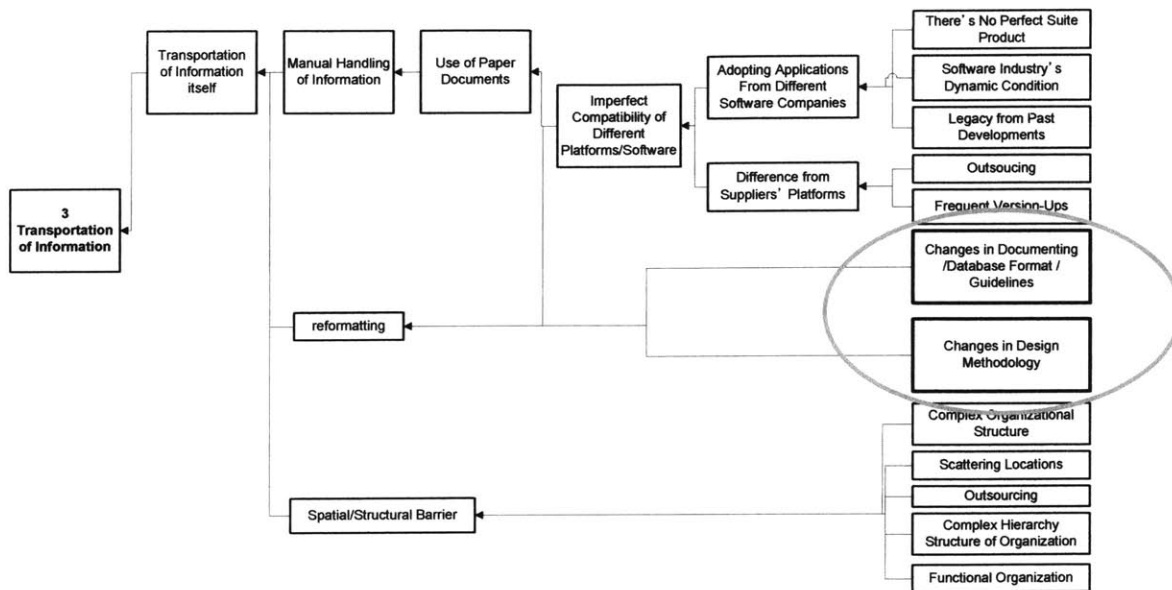 Transportation
of Information
itself
Manual Handling
of Information
Use of Paper
Documents
Imperfect
Compatibility of
Different
Platforms/Software
Adopting Applications
From Different
Software Companies
Difference from
Suppliers' Platforms
There's No Perfect Suite
Product
Software Industry's
Dynamic Condition
Legacy from Past
Developments
Outsoucing
Frequent Version-Ups
3
Transportation
of Information
Changes in Documenting
/Database Format /
Guidelines
reformatting
Changes in Design
Methodology
Complex Organizational
Structure
Scattering Locations
Spatial/Structural Barrier
Outsourcing
Complex Hierarchy
Structure of Organization
Functional Organization